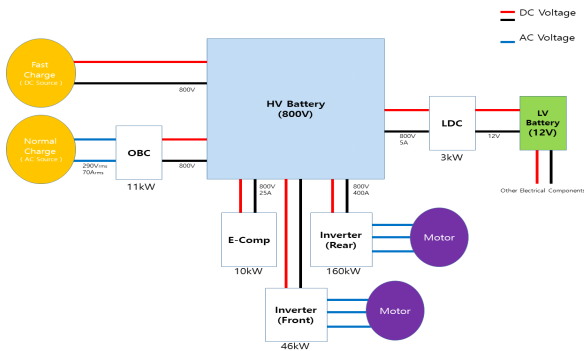 DC Voltage
AC Voltage
Fast
Charge
( DC Source )
800V
HV Battery
(800V)
Normal
Charge
( AC Source )
290Vrms
70Arms
OBC
11kW
800V
800V
5A
LDC
3kW
12V
LV
Battery
(12V)
Other Electrical Components
800V
25A
800V
400A
E-Comp
10kW
Inverter
(Rear)
160kW
Motor
Inverter
(Front)
46kW
Motor